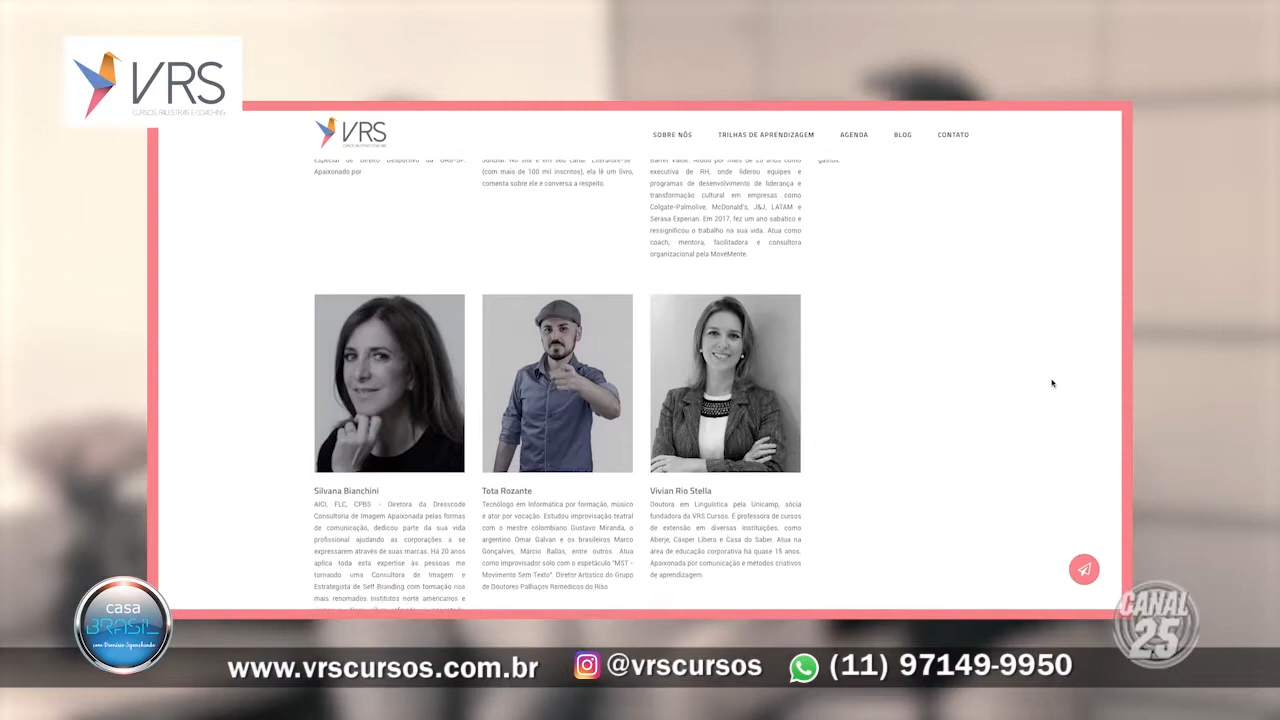 VRS
CURSOS, PALESTRAS E COACHING
VRS
SOBRE NÓS
TRILHAS DE APRENDIZAGEM
AGENDA
BLOG
CONTATO
Especial de Direito Desportivo da OAB-SP.
Apaixonado por
(com mais de 100 mil inscritos), ela lê um livro,
comenta sobre ele e conversa a respeito.
executiva de RH, onde liderou equipes e
programas de desenvolvimento de liderança e
transformação cultural em empresas como
Colgate-Palmolive, McDonald's, J&J, LATAM e
Serasa Experian. Em 2017, fez um ano sabático e
ressignificou o trabalho na sua vida. Atua como
coach, mentora, facilitadora e consultora
organizacional pela MoveMente.
Silvana Bianchini
AICI, FLC, CPBS - Diretora da Dresscode
Consultoria de Imagem Apaixonada pelas formas
de comunicação, dedicou parte da sua vida
profissional ajudando as corporações a se
expressarem através de suas marcas. Há 20 anos
aplica toda esta expertise às pessoas me
tornando uma Consultora de Imagem e
Estrategista de Self Branding com formação nos
mais renomados. Institutos norte americanos e
Tota Rozante
Tecnólogo em Informática por formação, músico
e ator por vocação. Estudou improvisação teatral
com o mestre colombiano Gustavo Miranda, o
argentino Omar Galvan e os brasileiros Marco
Gonçalves, Márcio Ballas, entre outros. Atua
como improvisador solo com o espetáculo "MST -
Movimento Sem Texto". Diretor Artístico do Grupo
de Doutores Palhaços Remédicos do Riso
Vivian Rio Stella
Doutora em Linguística pela Unicamp, sócia
fundadora da VRS Cursos. É professora de cursos
de extensão em diversas instituições, como
Aberje, Cásper Líbero e Casa do Saber. Atua na
área de educação corporativa há quase 15 anos.
Apaixonada por comunicação e métodos criativos
de aprendizagem.
casa
BRASIL
CANAL
25
www.vrscursos.com.br
@vrscursos
(11) 97149-9950